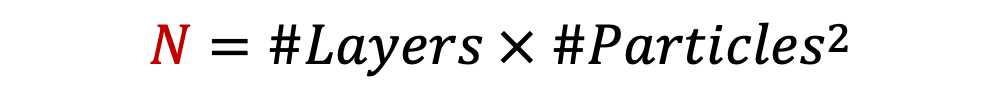 N = #Layers × #Particles²